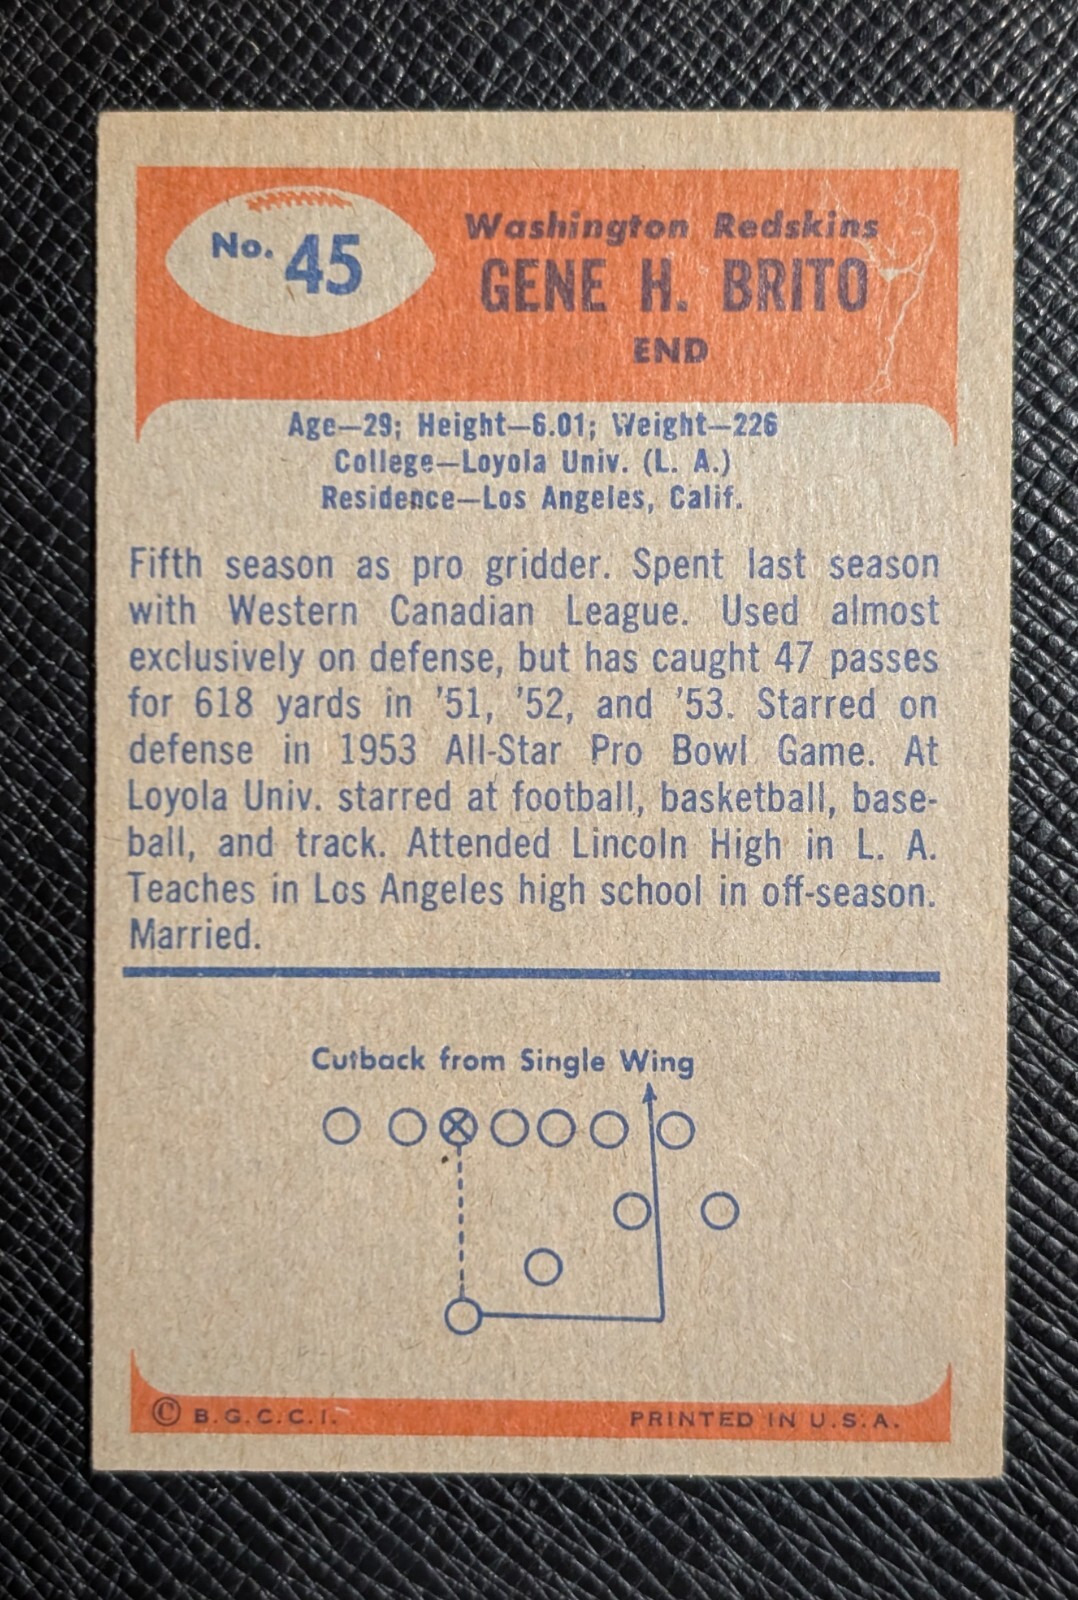 No. 45
Washington Redskins
GENE H. BRITO
END
Age—29; Height—6.01; Weight—226
College—Loyola Univ. (L. A.)
Residence—Los Angeles, Calif.
Fifth season as pro gridder. Spent last season
with Western Canadian League. Used almost
exclusively on defense, but has caught 47 passes
for 618 yards in '51, '52, and '53. Starred on
defense in 1953 All-Star Pro Bowl Game. At
Loyola Univ. starred at football, basketball, base-
ball, and track. Attended Lincoln High in L. A.
Teaches in Los Angeles high school in off-season.
Married.
Cutback from Single Wing
© B.G.C.C.I.
PRINTED IN U.S.A.